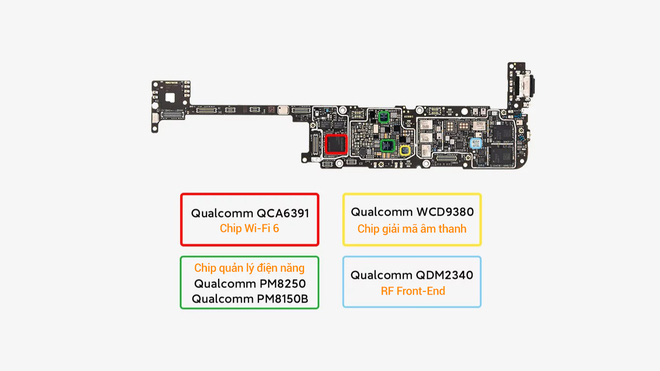 Qualcomm QCA6391
Chip Wi-Fi 6
Qualcomm WCD9380
Chip giải mã âm thanh
Chip quản lý điện năng
Qualcomm PM8250
Qualcomm PM8150B
Qualcomm QDM2340
RF Front-End